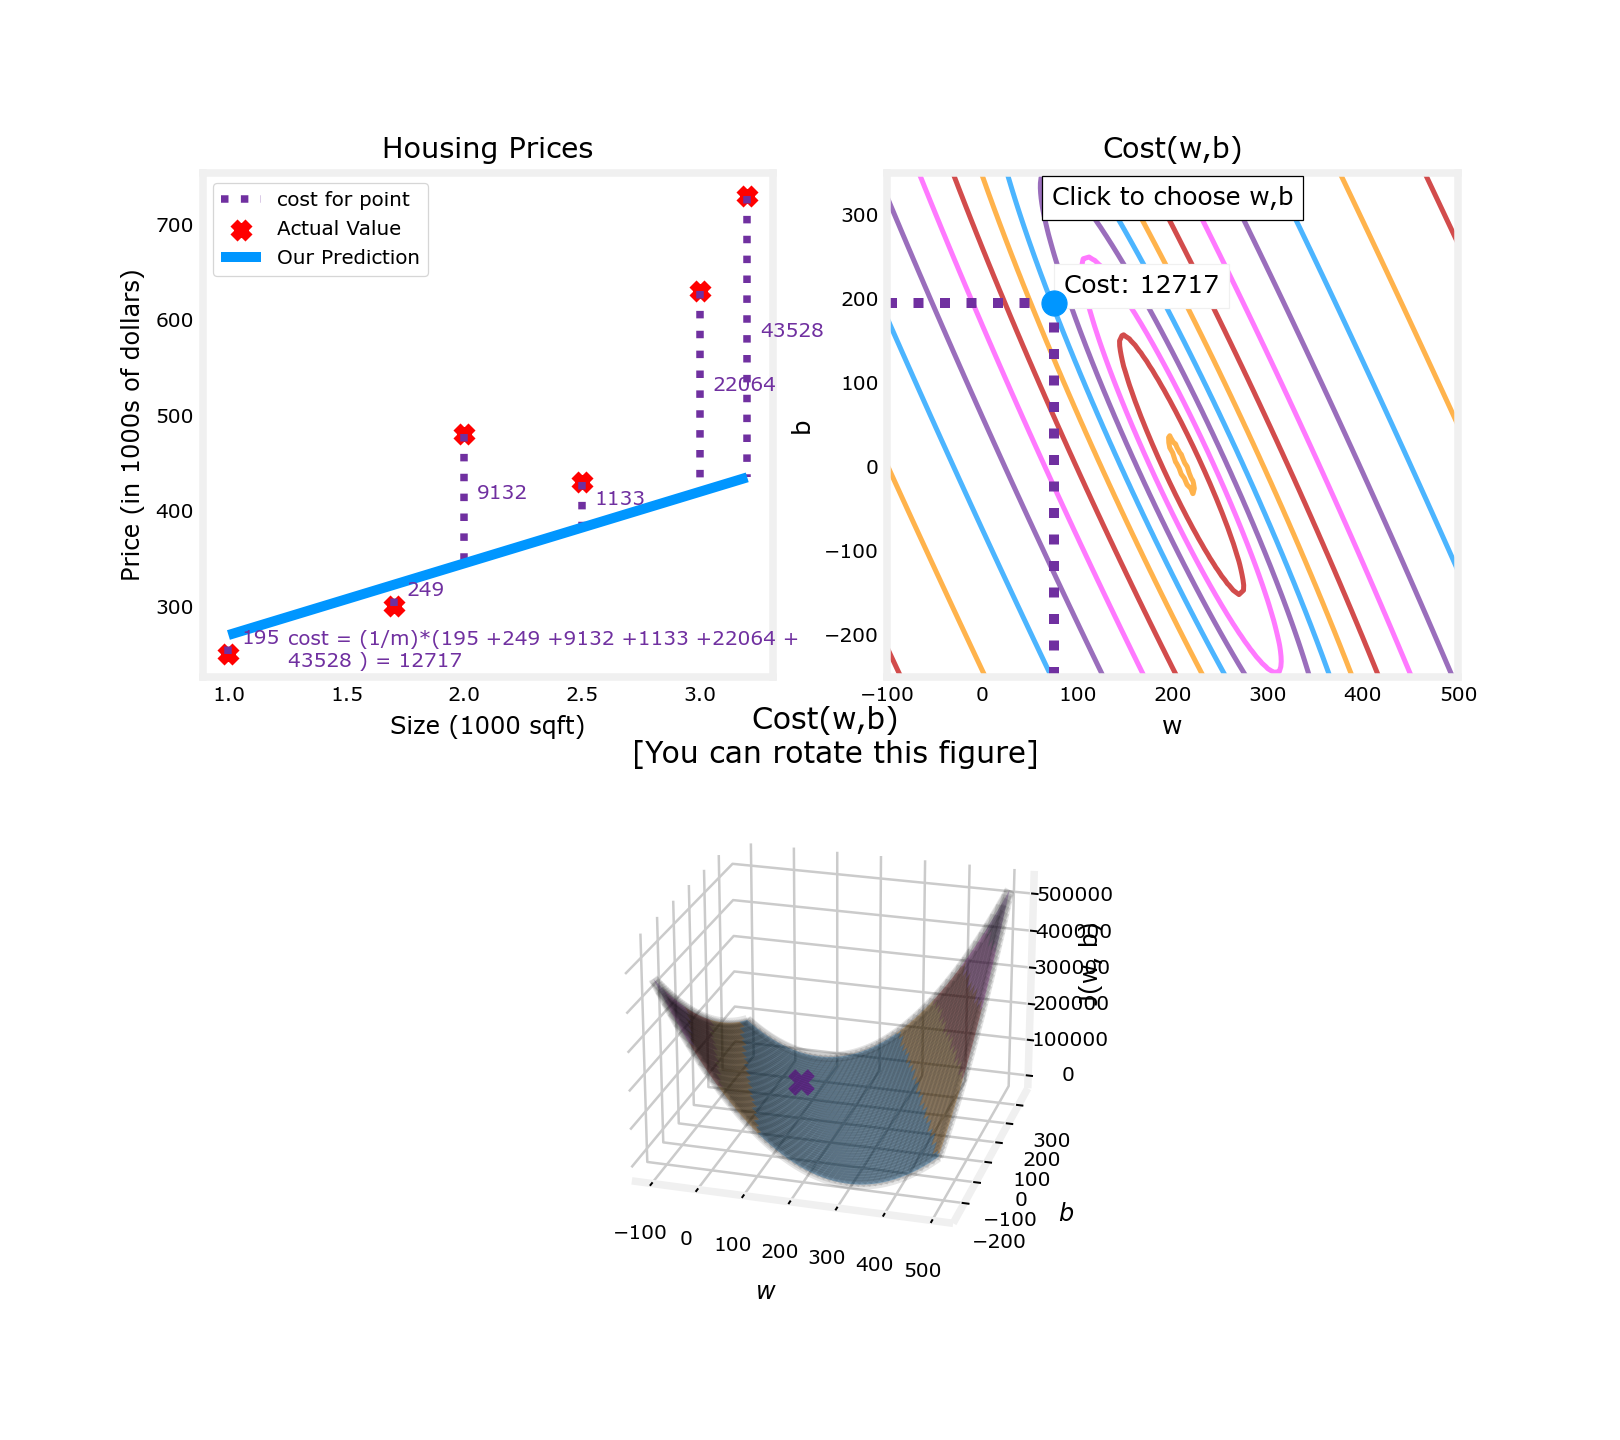 Housing Prices
cost for point
Actual Value
Our Prediction
Price (in 1000s of dollars)
700
600
500
400
300
43528
22064
9132
1133
249
195
cost = (1/m)*(195 +249 +9132 +1133 +22064 +
43528 ) = 12717
1.0 1.5 2.0 2.5 3.0
Size (1000 sqft)
Cost(w,b)
Click to choose w,b
Cost: 12717
b
300
200
100
0
−100
−200
−100 0 100 200 300 400 500
w
Cost(w,b)
[You can rotate this figure]
500000
400000
300000
200000
100000
0
J(w, b)
300
200
100
0
−100
−200
b
−100 0 100 200 300 400 500
w